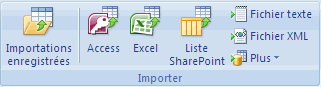 Importations
enregistrées
Access
Excel
Liste
SharePoint
Fichier texte
Fichier XML
Plus
Importer